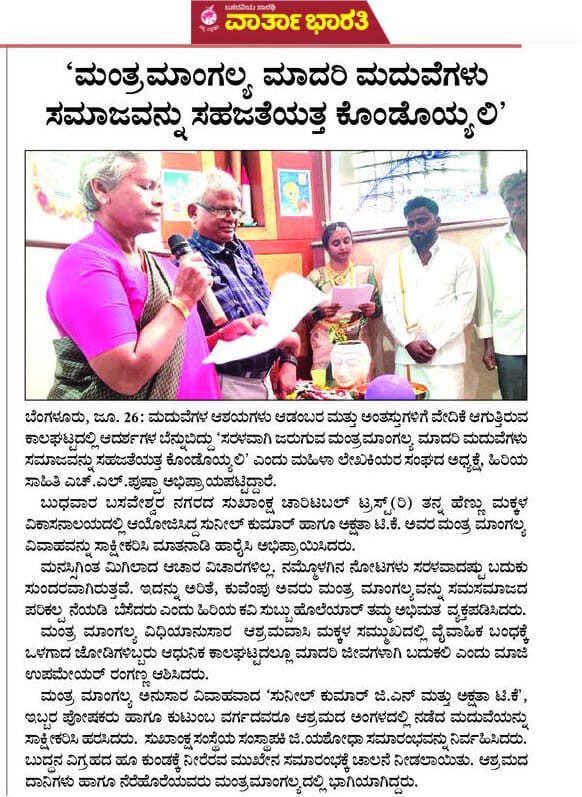 ಜನದನಿಯ ಸಾರಥಿ
ವಾರ್ತಾಭಾರತಿ
‘ಮಂತ್ರಮಾಂಗಲ್ಯ ಮಾದರಿ ಮದುವೆಗಳು
ಸಮಾಜವನ್ನು ಸಹಜತೆಯತ್ತ ಕೊಂಡೊಯ್ಯಲಿ’
ಬೆಂಗಳೂರು, ಜೂ. 26: ಮದುವೆಗಳ ಆಶಯಗಳು ಆಡಂಬರ ಮತ್ತು ಅಂತಸ್ತುಗಳಿಗೆ ವೇದಿಕೆ ಆಗುತ್ತಿರುವ
ಕಾಲಘಟ್ಟದಲ್ಲಿ ಆದರ್ಶಗಳ ಬೆನ್ನುಬಿದ್ದು ‘ಸರಳವಾಗಿ ಜರುಗುವ ಮಂತ್ರಮಾಂಗಲ್ಯ ಮಾದರಿ ಮದುವೆಗಳು
ಸಮಾಜವನ್ನು ಸಹಜತೆಯತ್ತ ಕೊಂಡೊಯ್ಯಲಿ’ ಎಂದು ಮಹಿಳಾ ಲೇಖಕಿಯರ ಸಂಘದ ಅಧ್ಯಕ್ಷೆ, ಹಿರಿಯ
ಸಾಹಿತಿ ಎಚ್.ಎಲ್.ಪುಷ್ಪಾ ಅಭಿಪ್ರಾಯಪಟ್ಟಿದ್ದಾರೆ.
ಬುಧವಾರ ಬಸವೇಶ್ವರ ನಗರದ ಸುಖಾಂಕ್ಷ ಚಾರಿಟಬಲ್ ಟ್ರಸ್ಟ್(ರಿ) ತನ್ನ ಹೆಣ್ಣು ಮಕ್ಕಳ
ವಿಕಾಸನಾಲಯದಲ್ಲಿ ಆಯೋಜಿಸಿದ್ದ ಸುನೀಲ್ ಕುಮಾರ್ ಹಾಗೂ ಅಕ್ಷತಾ ಟಿ.ಕೆ. ಅವರ ಮಂತ್ರ ಮಾಂಗಲ್ಯ
ವಿವಾಹವನ್ನು ಸಾಕ್ಷೀಕರಿಸಿ ಮಾತನಾಡಿ ಹಾರೈಸಿ ಅಭಿಪ್ರಾಯಿಸಿದರು.
ಮನಸ್ಸಿಗಿಂತ ಮಿಗಿಲಾದ ಆಚಾರ ವಿಚಾರಗಳಿಲ್ಲ. ನಮ್ಮೊಳಗಿನ ನೋಟಗಳು ಸರಳವಾದಷ್ಟು ಬದುಕು
ಸುಂದರವಾಗಿರುತ್ತವೆ. ಇದನ್ನು ಅರಿತೆ, ಕುವೆಂಪು ಅವರು ಮಂತ್ರ ಮಾಂಗಲ್ಯವನ್ನು ಸಮಸಮಾಜದ
ಪರಿಕಲ್ಪನೆಯಡಿ ಬೆಸೆದರು ಎಂದು ಹಿರಿಯ ಕವಿ ಸುಬ್ಬು ಹೊಲೆಯಾರ್ ತಮ್ಮ ಅಭಿಮತ ವ್ಯಕ್ತಪಡಿಸಿದರು.
ಮಂತ್ರ ಮಾಂಗಲ್ಯ ವಿಧಿಯಾನುಸಾರ ಆಶ್ರಮವಾಸಿ ಮಕ್ಕಳ ಸಮ್ಮುಖದಲ್ಲಿ ವೈವಾಹಿಕ ಬಂಧಕ್ಕೆ
ಒಳಗಾದ ಜೋಡಿಗಳಿಬ್ಬರು ಆಧುನಿಕ ಕಾಲಘಟ್ಟದಲ್ಲೂ ಮಾದರಿ ಜೀವಗಳಾಗಿ ಬದುಕಲಿ ಎಂದು ಮಾಜಿ
ಉಪಮೇಯರ್ ರಂಗಣ್ಣ ಆಶಿಸಿದರು.
ಮಂತ್ರ ಮಾಂಗಲ್ಯ ಅನುಸಾರ ವಿವಾಹವಾದ ‘ಸುನೀಲ್ ಕುಮಾರ್ ಜಿ.ಎನ್ ಮತ್ತು ಅಕ್ಷತಾ ಟಿ.ಕೆ’,
ಇಬ್ಬರ ಪೋಷಕರು ಹಾಗೂ ಕುಟುಂಬ ವರ್ಗದವರೂ ಆಶ್ರಮದ ಅಂಗಳದಲ್ಲಿ ನಡೆದ ಮದುವೆಯನ್ನು
ಸಾಕ್ಷೀಕರಿಸಿ ಹರಸಿದರು. ಸುಖಾಂಕ್ಷ ಸಂಸ್ಥೆಯ ಸಂಸ್ಥಾಪಕಿ ಜಿ.ಯಶೋಧಾ ಸಮಾರಂಭವನ್ನು ನಿರ್ವಹಿಸಿದರು.
ಬುದ್ಧನ ವಿಗ್ರಹದ ಹೂ ಕುಂಡಕ್ಕೆ ನೀರೆರೆವ ಮುಖೇನ ಸಮಾರಂಭಕ್ಕೆ ಚಾಲನೆ ನೀಡಲಾಯಿತು. ಆಶ್ರಮದ
ದಾನಿಗಳು ಹಾಗೂ ನೆರೆಹೊರೆಯವರು ಮಂತ್ರಮಾಂಗಲ್ಯದಲ್ಲಿ ಭಾಗಿಯಾಗಿದ್ದರು.